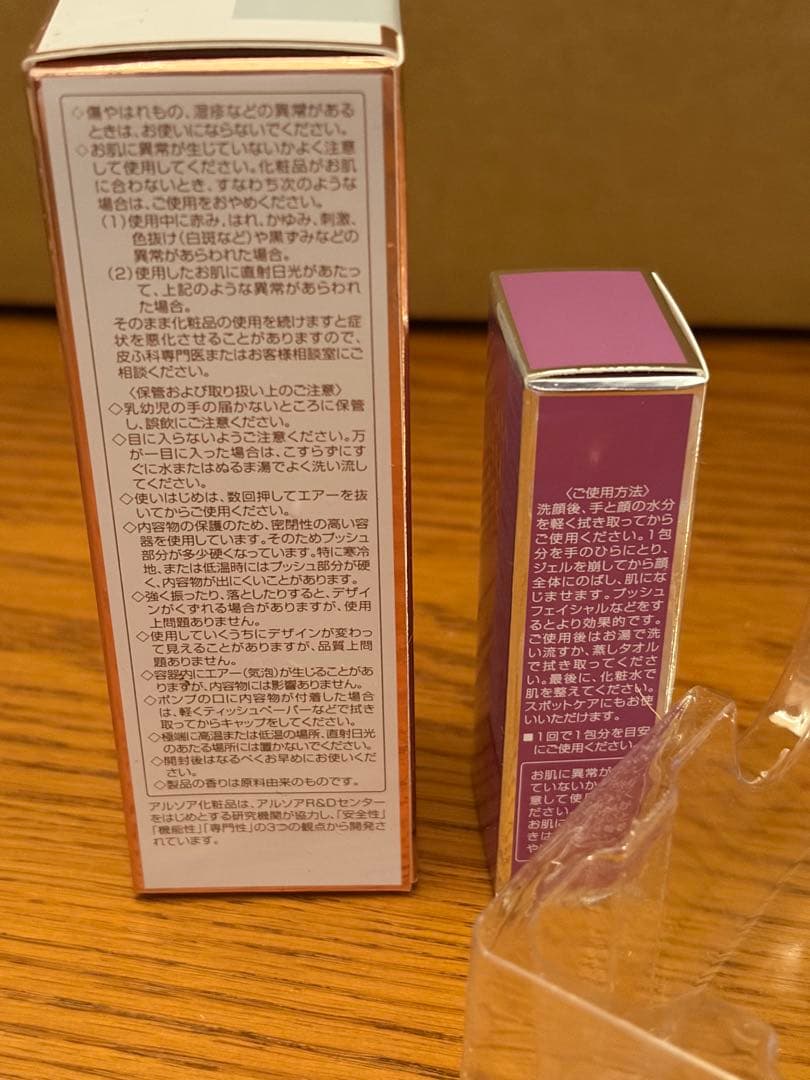 ◇傷やはれもの、湿疹などの異常がある
ときは、お使いにならないでください。
◇お肌に異常が生じていないかよく注意
して使用してください。化粧品がお肌
に合わないとき、すなわち次のような
場合は、ご使用をおやめください。
(1)使用中に赤み、はれ、かゆみ、刺激、
色抜け(白斑など)や黒ずみなどの
異常があらわれた場合。
(2)使用したお肌に直射日光があたっ
て、上記のような異常があらわれ
た場合。
そのまま化粧品の使用を続けますと症
状を悪化させることがありますので、
皮ふ科専門医またはお客様相談室にご
相談ください。
〈保管および取り扱い上のご注意〉
◇乳幼児の手の届かないところに保管
し、誤飲にご注意ください。
◇目に入らないようご注意ください。万
が一目に入った場合は、こすらずにす
ぐに水またはぬるま湯でよく洗い流し
てください。
◇使いはじめは、数回押してエアーを抜
いてからご使用ください。
◇内容物の保護のため、密閉性の高い容
器を使用しています。そのためプッシュ
部分が多少硬くなっています。特に寒冷
地、または低温時にはプッシュ部分が硬
く、内容物が出にくいことがあります。
◇強く振ったり、落としたりすると、デザイ
ンがくずれる場合がありますが、使用
上問題ありません。
◇使用していくうちにデザインが変わっ
て見えることがありますが、品質上問
題ありません。
◇容器内にエアー(気泡)が生じることがあ
りますが、内容物には影響ありません。
◇ポンプの口に内容物が付着した場合
は、軽くティッシュペーパーなどで拭き
取ってからキャップをしてください。
◇極端に高温または低温の場所、直射日光
のあたる場所には置かないでください。
◇開封後はなるべくお早めにお使いくだ
さい。
◇製品の香りは原料由来のものです。
アルソア化粧品は、アルソアR&Dセンター
をはじめとする研究機関が協力し、「安全性」
「機能性」「専門性」の3つの観点から開発さ
れています。
〈ご使用方法〉
洗顔後、手と顔の水分
を軽く拭き取ってから
ご使用ください。1包
分を手のひらにとり、
ジェルを崩してから顔
全体にのばし、肌にな
じませます。プッシュ
フェイシャルなどをす
るとより効果的です。
ご使用後はお湯で洗
い流すか、蒸しタオル
で拭き取ってくださ
い。最後に、化粧水で
肌を整えてください。
スポットケアにもお使
いいただけます。
■1回で1包分を目安
にご使用ください。
お肌に異常が
ていないか
意して使
ださい。
お肌に
きは
や